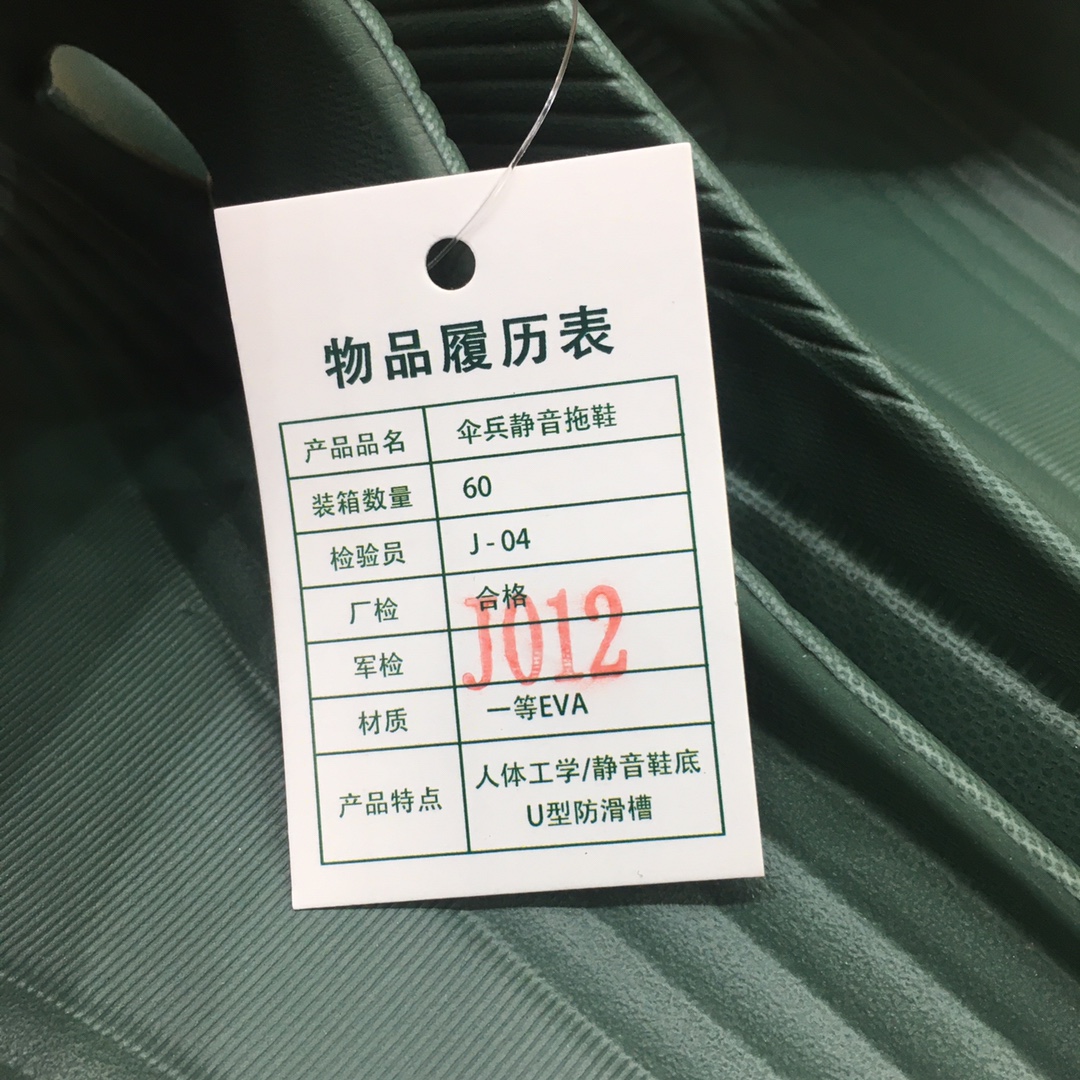 物品履历表
产品品名 伞兵静音拖鞋
装箱数量 60
检验员 J-04
厂检 合格
军检 J012
材质 一等EVA
产品特点 人体工学/静音鞋底
U型防滑槽